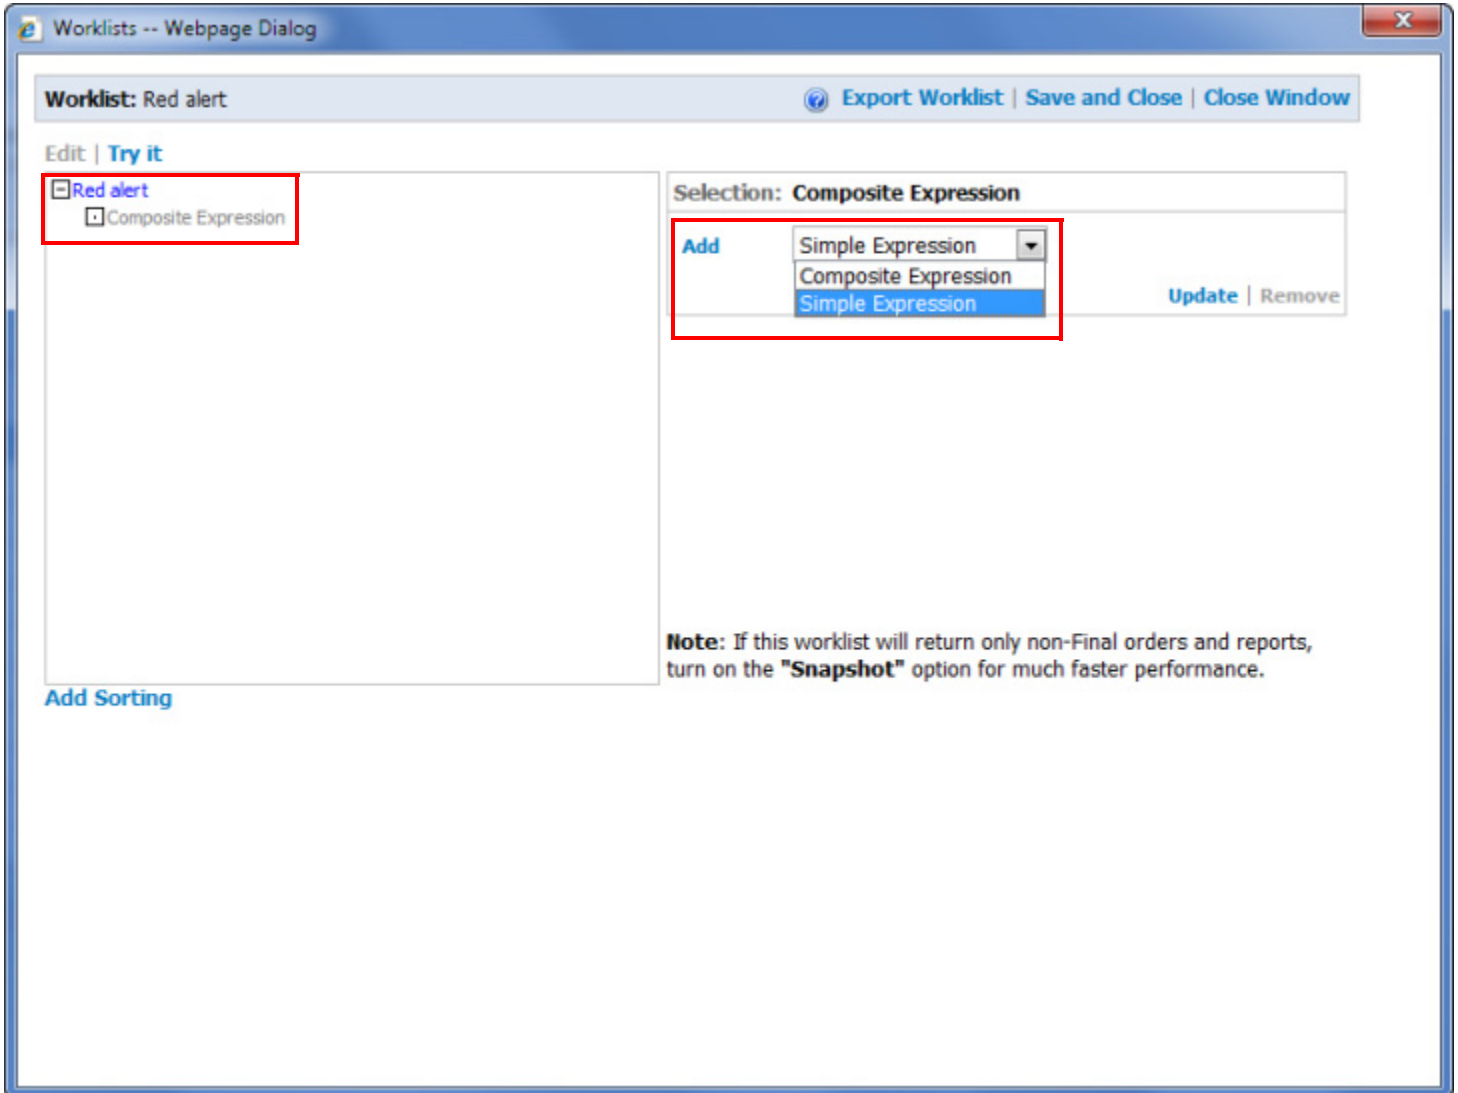 Worklists -- Webpage Dialog
Worklist: Red alert
Export Worklist | Save and Close | Close Window
Edit | Try it
Red alert
Composite Expression
Selection: Composite Expression
Add
Simple Expression
Composite Expression
Simple Expression
Update | Remove
Note: If this worklist will return only non-Final orders and reports,
turn on the "Snapshot" option for much faster performance.
Add Sorting